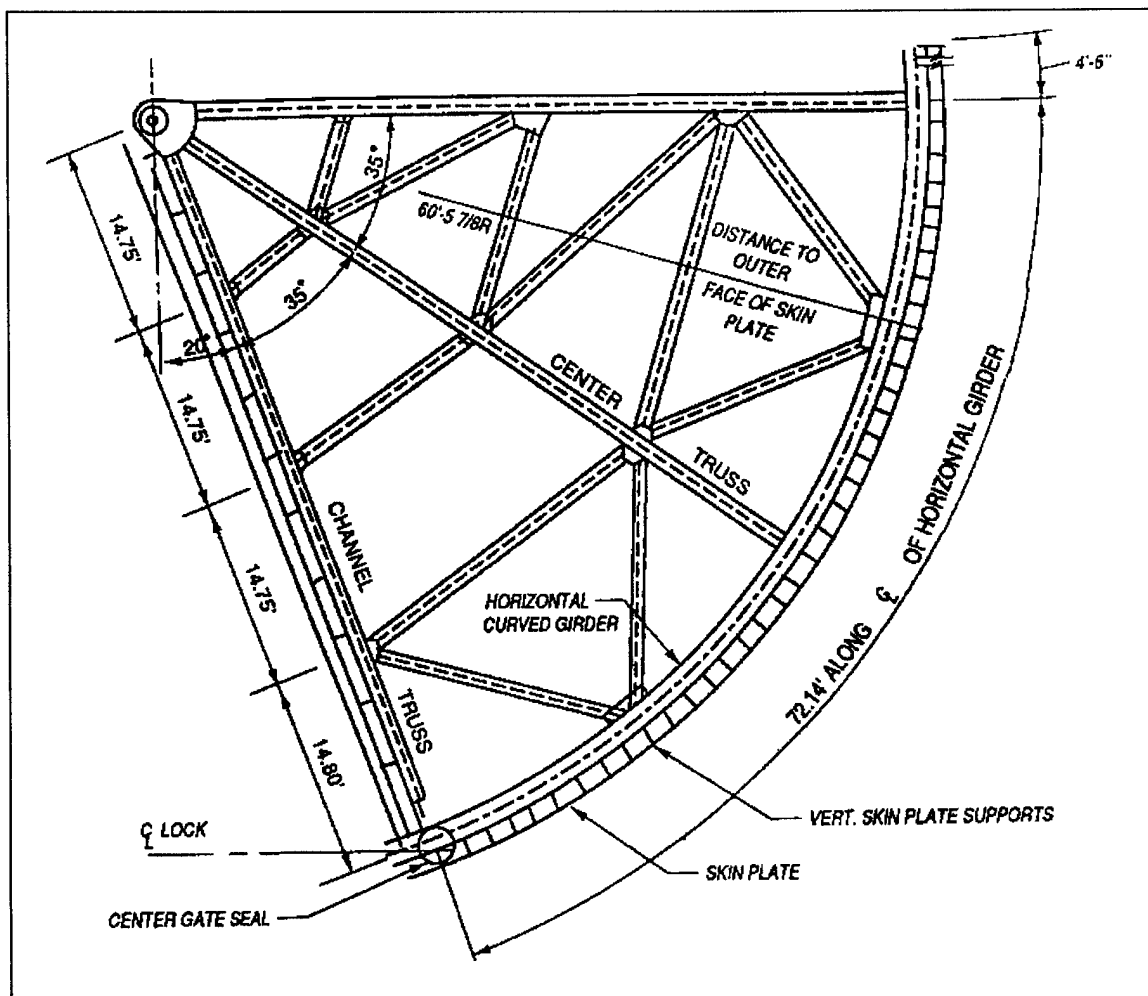 4'-6"
35°
14.75'
60'-5 7/8R
DISTANCE TO
OUTER
FACE OF SKIN
PLATE
35°
20°
14.75'
CENTER
TRUSS
72.14' ALONG ℄ OF HORIZONTAL GIRDER
CHANNEL
TRUSS
14.75'
HORIZONTAL
CURVED GIRDER
14.80'
VERT. SKIN PLATE SUPPORTS
℄ LOCK
SKIN PLATE
CENTER GATE SEAL